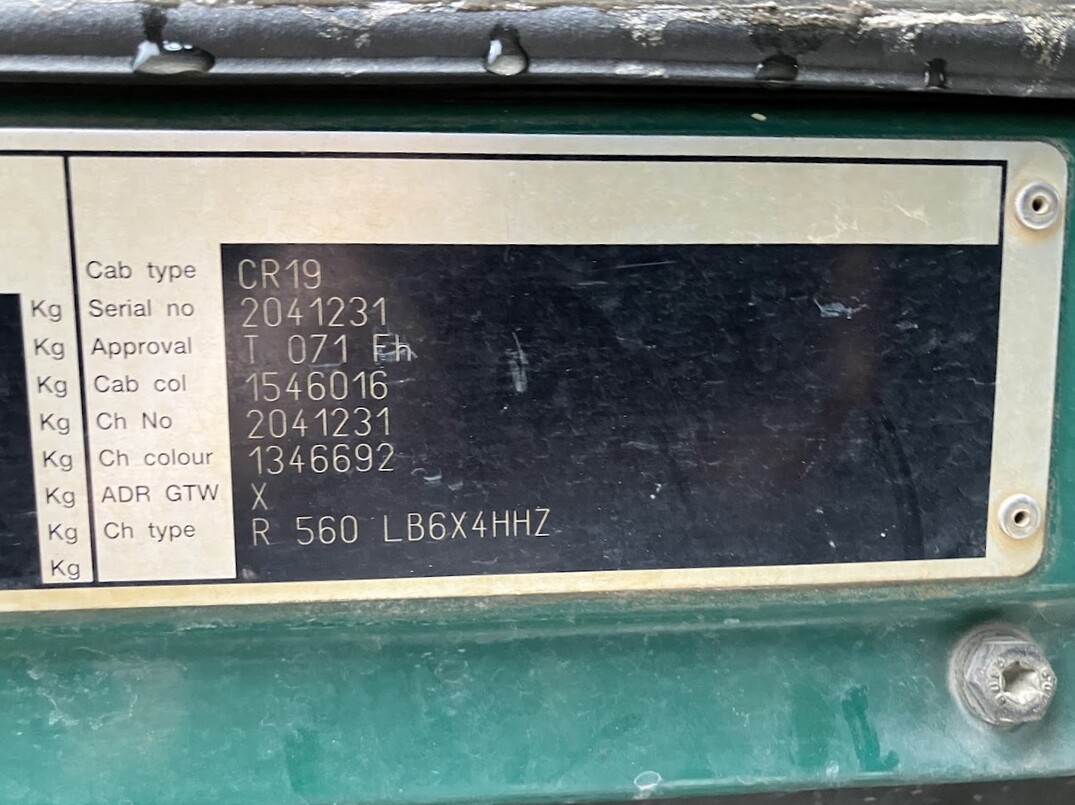 Cab type CR19
Kg Serial no 2041231
Kg Approval T 071 Fh
Kg Cab col 1546016
Kg Ch No 2041231
Kg Ch colour 1346692
Kg ADR GTW X
Kg Ch type R 560 LB6X4HHZ
Kg